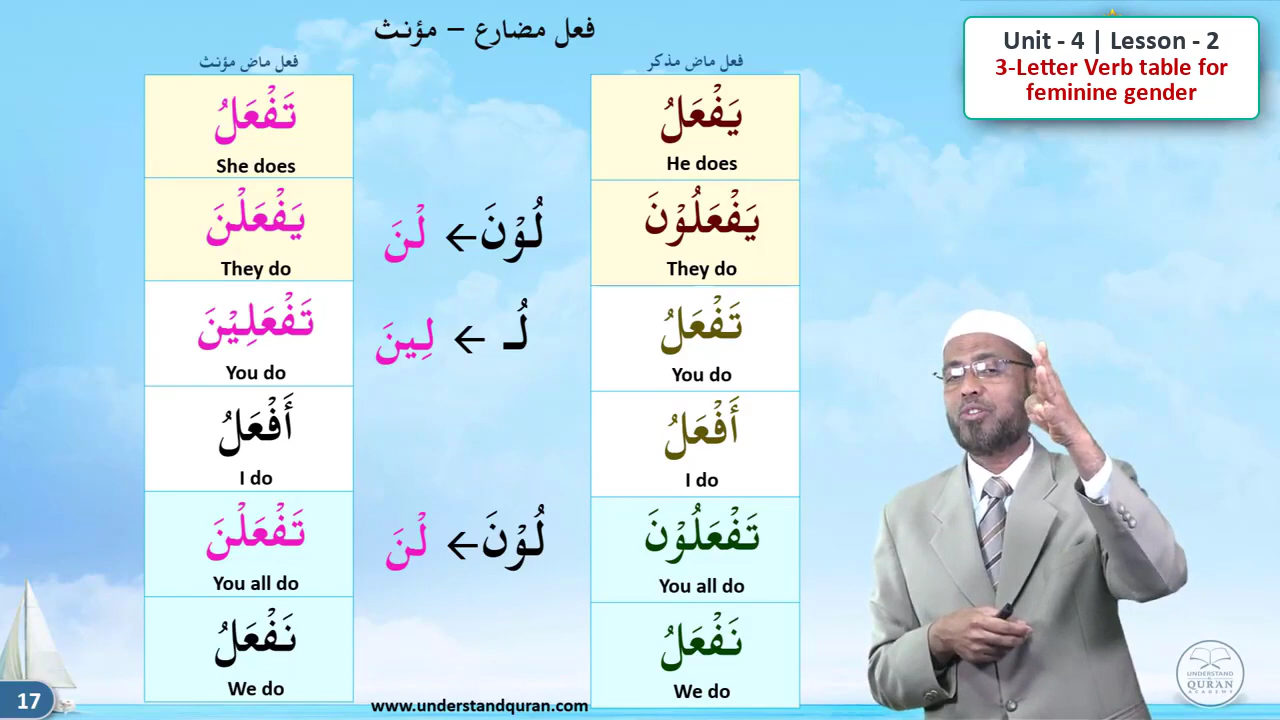 فعل مضارع – مؤنث
Unit - 4 | Lesson - 2
3-Letter Verb table for
feminine gender
فعل ماض مذكر
يَفْعَلُ
He does
يَفْعَلُوْنَ
They do
تَفْعَلُ
You do
أَفْعَلُ
I do
تَفْعَلُوْنَ
You all do
نَفْعَلُ
We do
لُوْنَ ← لْنَ
لُـ ← لِينَ
لُوْنَ ← لْنَ
فعل ماض مؤنث
تَفْعَلُ
She does
يَفْعَلْنَ
They do
تَفْعَلِيْنَ
You do
أَفْعَلُ
I do
تَفْعَلْنَ
You all do
نَفْعَلُ
We do
17
www.understandquran.com
UNDERSTAND
QURAN
ACADEMY